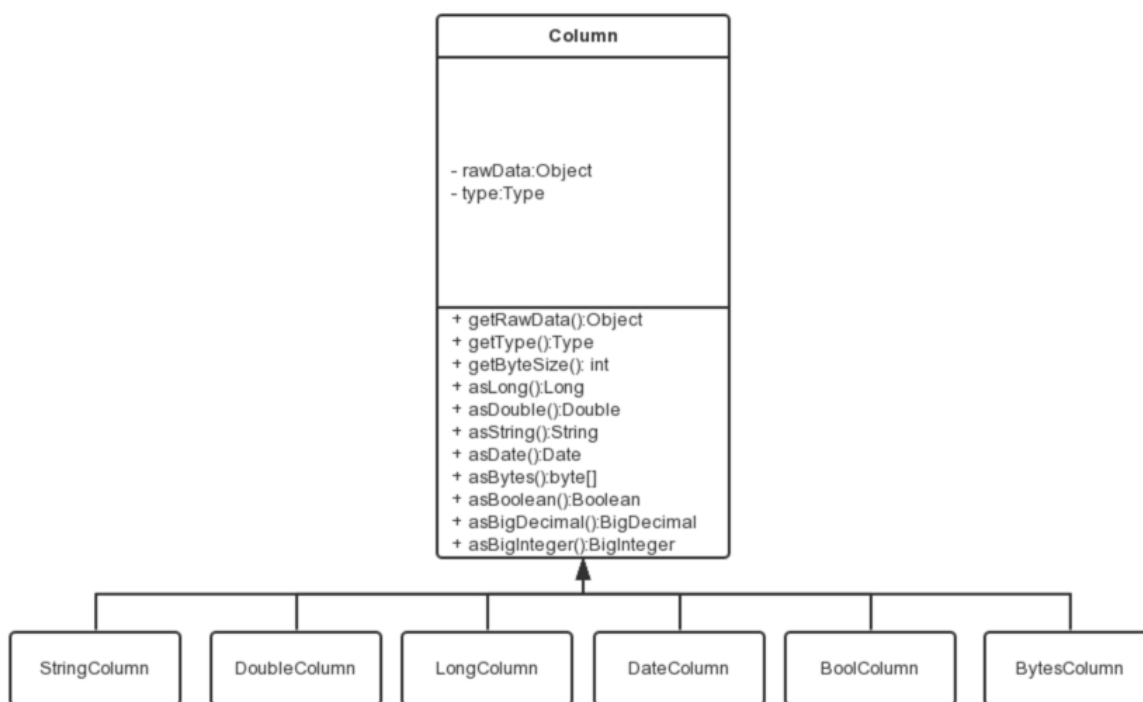 Column
- rawData:Object
- type:Type
+ getRawData():Object
+ getType():Type
+ getByteSize(): int
+ asLong():Long
+ asDouble():Double
+ asString():String
+ asDate():Date
+ asBytes():byte[]
+ asBoolean():Boolean
+ asBigDecimal():BigDecimal
+ asBigInteger():BigInteger
StringColumn DoubleColumn LongColumn DateColumn BoolColumn BytesColumn